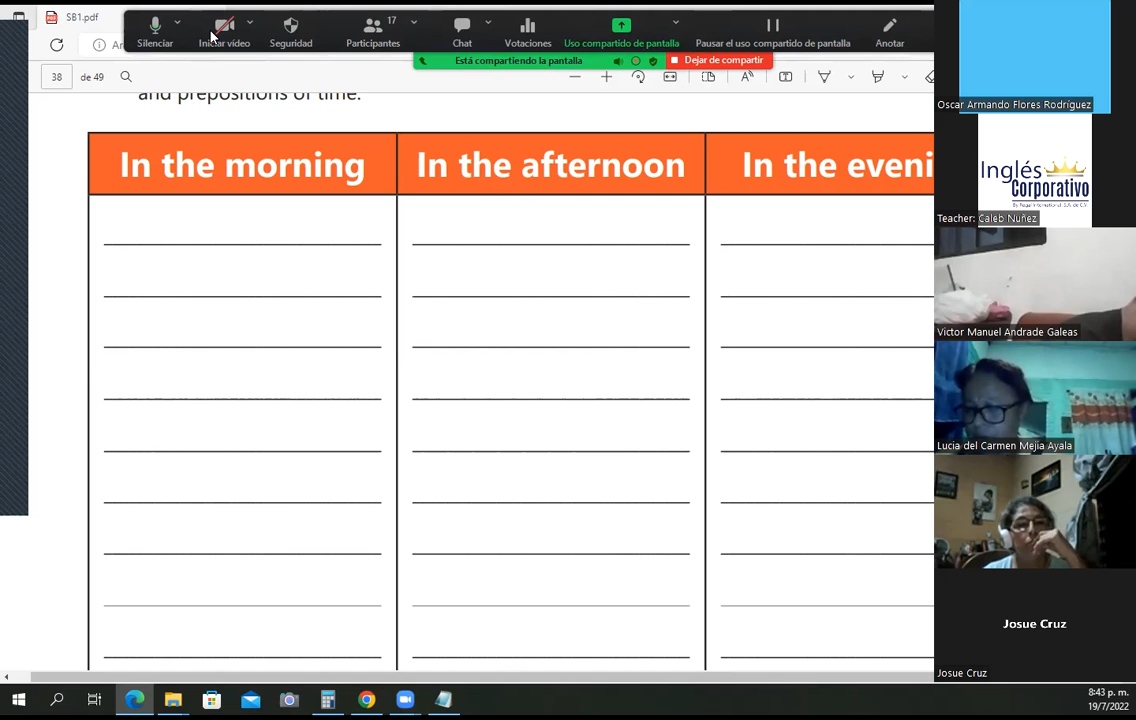 SB1.pdf
Silenciar
Iniciar video
Seguridad
17
Participantes
Chat
Votaciones
Uso compartido de pantalla
Pausar el uso compartido de pantalla
Anotar
Está compartiendo la pantalla
Dejar de compartir
38
de 49
and prepositions of time.
In the morning
In the afternoon
In the eveni
Oscar Armando Flores Rodríguez
Inglés
Corporativo
Teacher: Caleb Nuñez
Victor Manuel Andrade Galeas
Lucia del Carmen Mejía Ayala
Josue Cruz
Josue Cruz
8:43 p. m.
19/7/2022